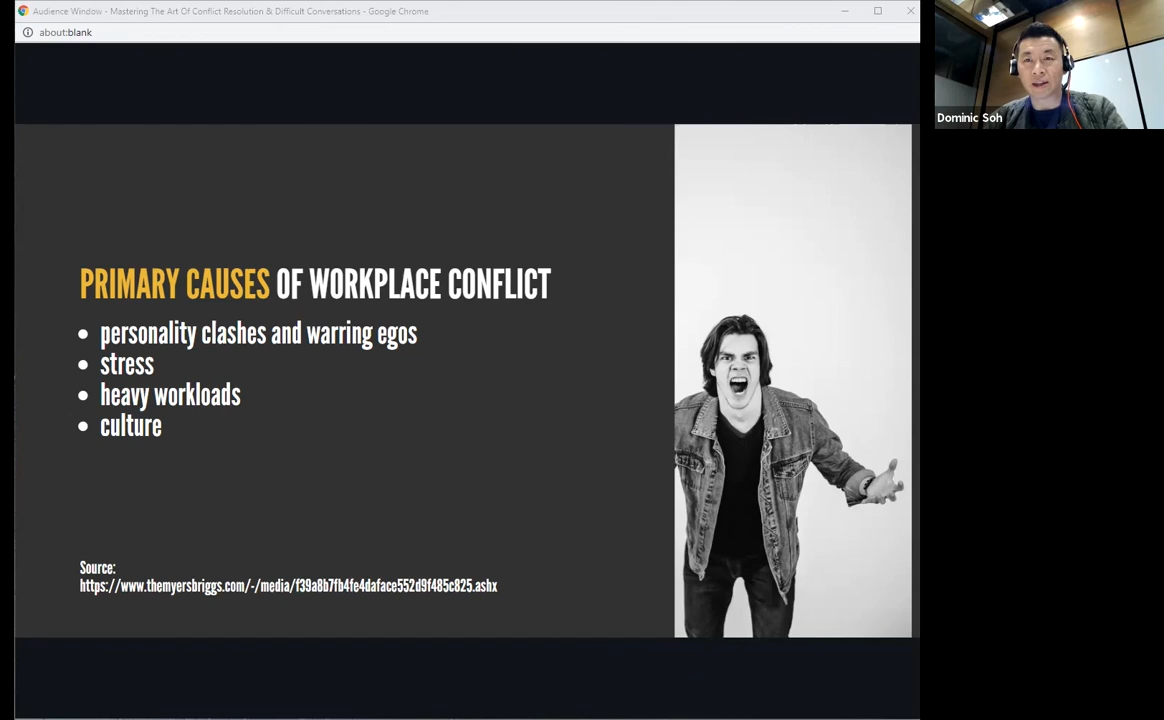 Audience Window - Mastering The Art Of Conflict Resolution & Difficult Conversations - Google Chrome
about:blank
Dominic Soh
PRIMARY CAUSES OF WORKPLACE CONFLICT
• personality clashes and warring egos
• stress
• heavy workloads
• culture
Source:
https://www.themyersbriggs.com/-/media/f39a8b7fb4fe4daface552d9f485c825.ashx